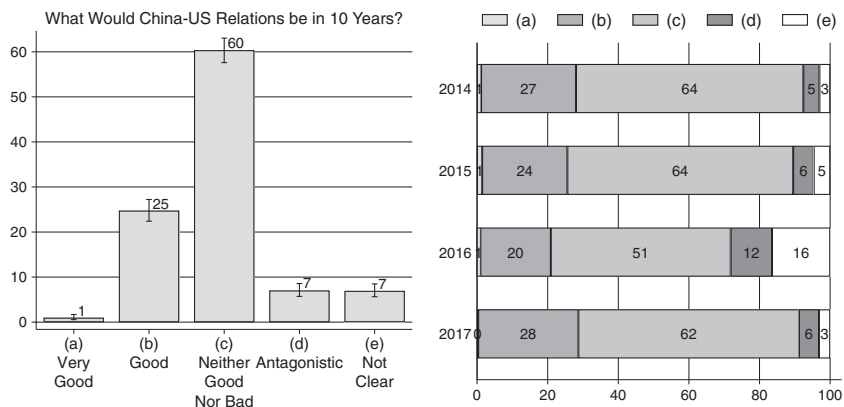 What Would China-US Relations be in 10 Years?
60
50
40
30
20
10
0
1
25
60
7
7
(a)
Very
Good
(b)
Good
(c)
Neither
Good
Nor Bad
(d)
Antagonistic
(e)
Not
Clear
(a) (b) (c) (d) (e)
2014 1 27 64 5 3
2015 1 24 64 6 5
2016 1 20 51 12 16
2017 0 28 62 6 3
0 20 40 60 80 100